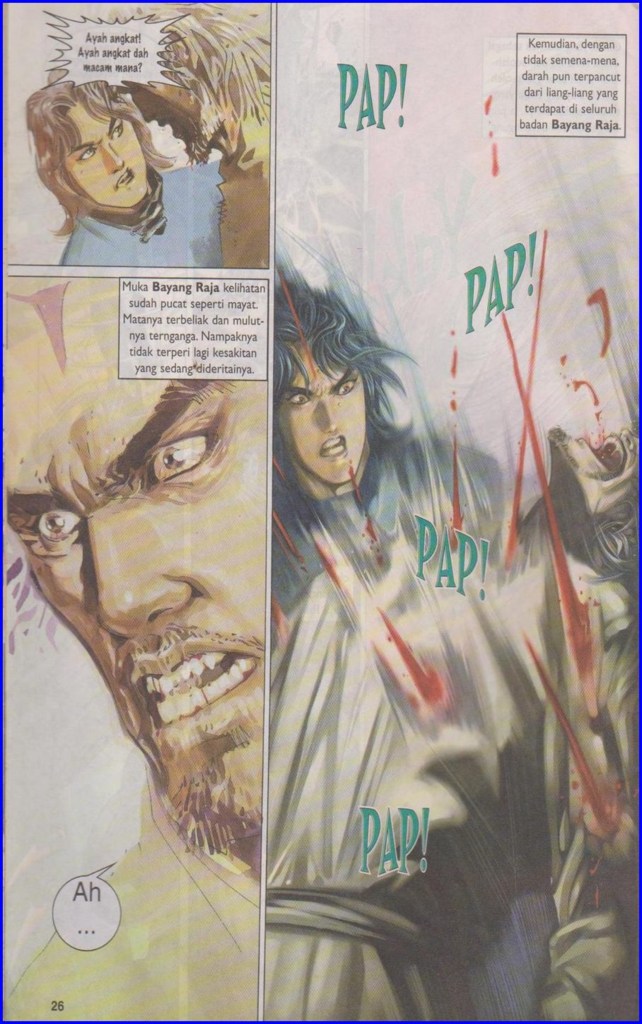 Ayah angkat!
Ayah angkat dah
macam mana?
Muka Bayang Raja kelihatan
sudah pucat seperti mayat.
Matanya terbeliak dan mulut-
nya ternganga. Nampaknya
tidak terperi lagi kesakitan
yang sedang dideritainya.
Ah
...
Kemudian, dengan
tidak semena-mena,
darah pun terpancut
dari liang-liang yang
terdapat di seluruh
badan Bayang Raja.
PAP!
PAP!
PAP!
PAP!
26